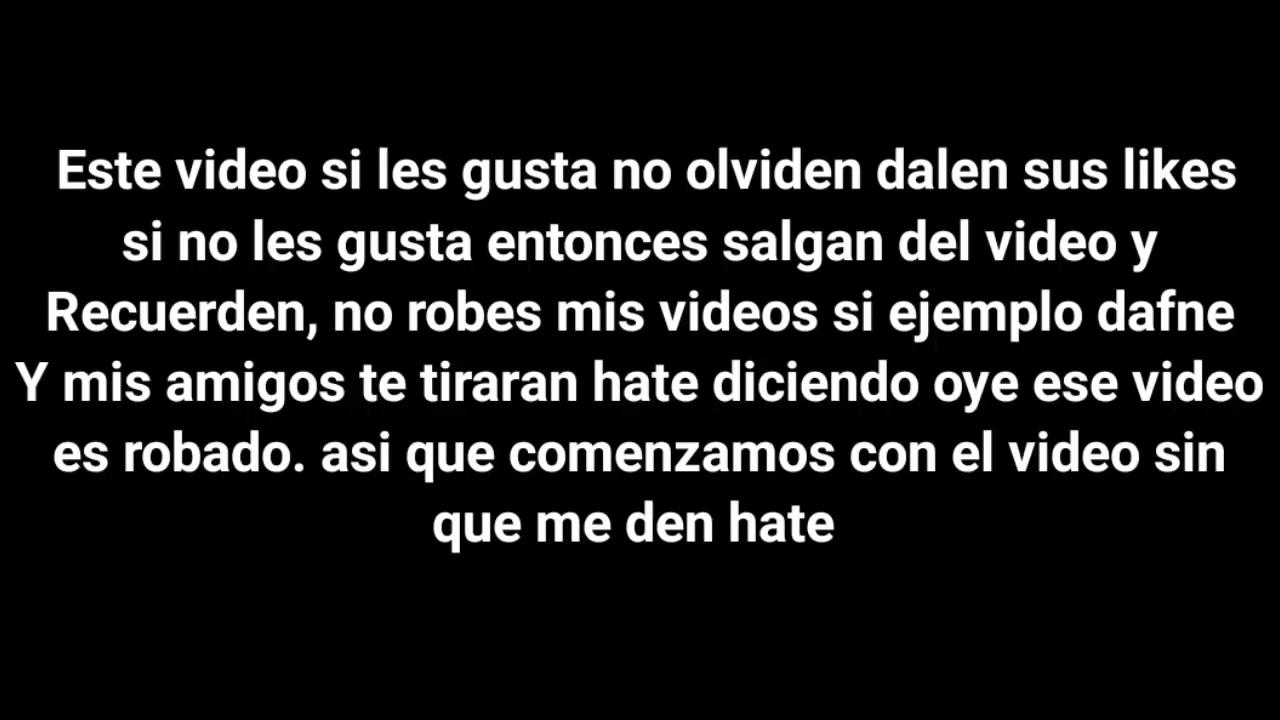 Este video si les gusta no olviden dalen sus likes
si no les gusta entonces salgan del video y
Recuerden, no robes mis videos si ejemplo dafne
Y mis amigos te tiraran hate diciendo oye ese video
es robado. asi que comenzamos con el video sin
que me den hate